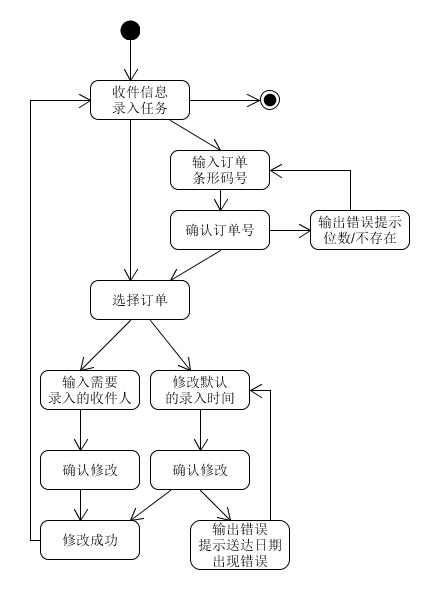 收件信息
录入任务
输入订单
条形码号
确认订单号
输出错误提示
位数/不存在
选择订单
输入需要
录入的收件人
修改默认
的录入时间
确认修改
确认修改
修改成功
输出错误
提示送达日期
出现错误